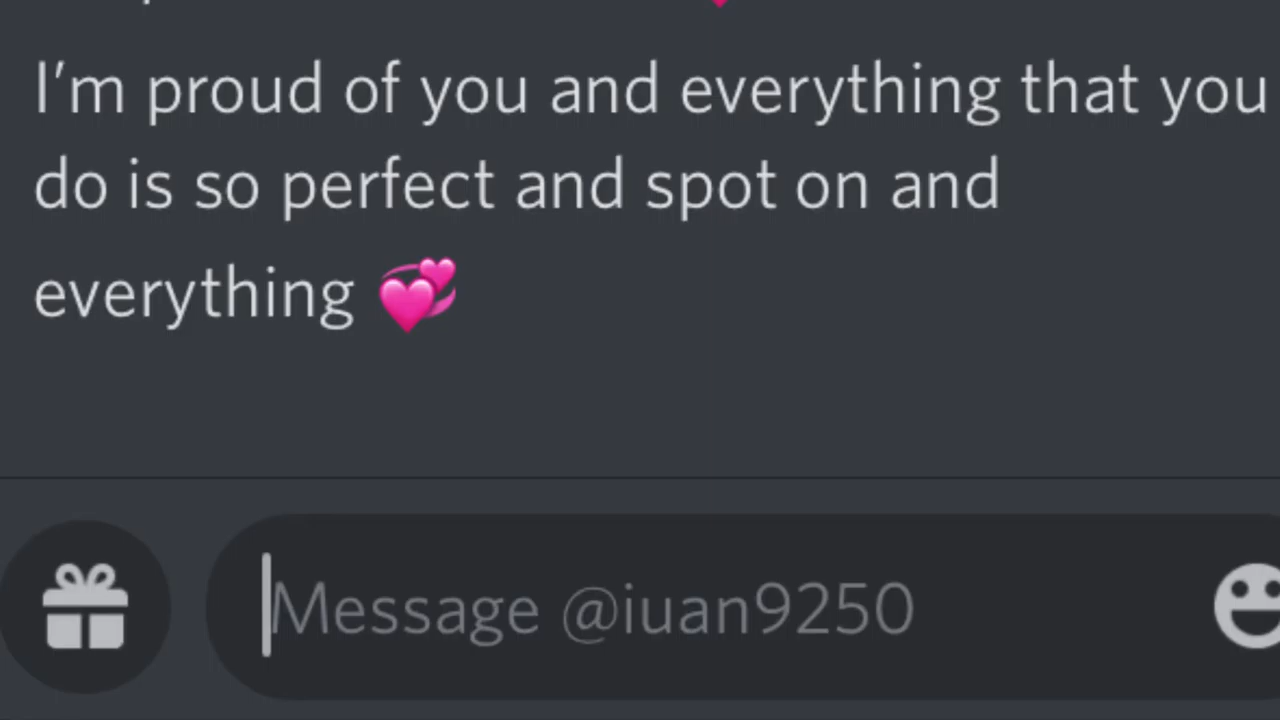 I'm proud of you and everything that you
do is so perfect and spot on and
everything 💞
Message @iuan9250